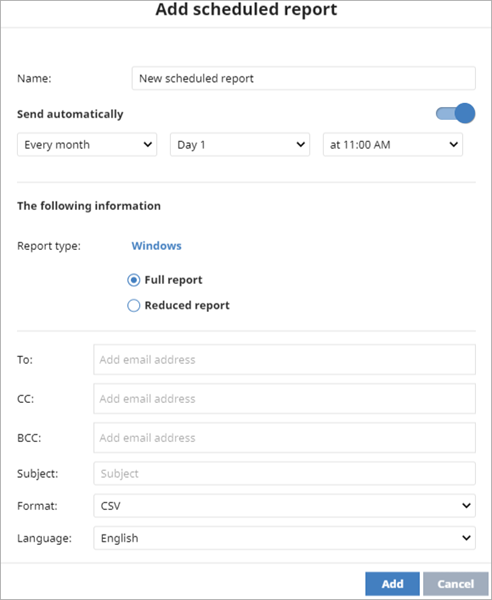 Add scheduled report
Name: New scheduled report
Send automatically
Every month Day 1 at 11:00 AM
The following information
Report type: Windows
Full report
Reduced report
To: Add email address
CC: Add email address
BCC: Add email address
Subject: Subject
Format: CSV
Language: English
Add Cancel